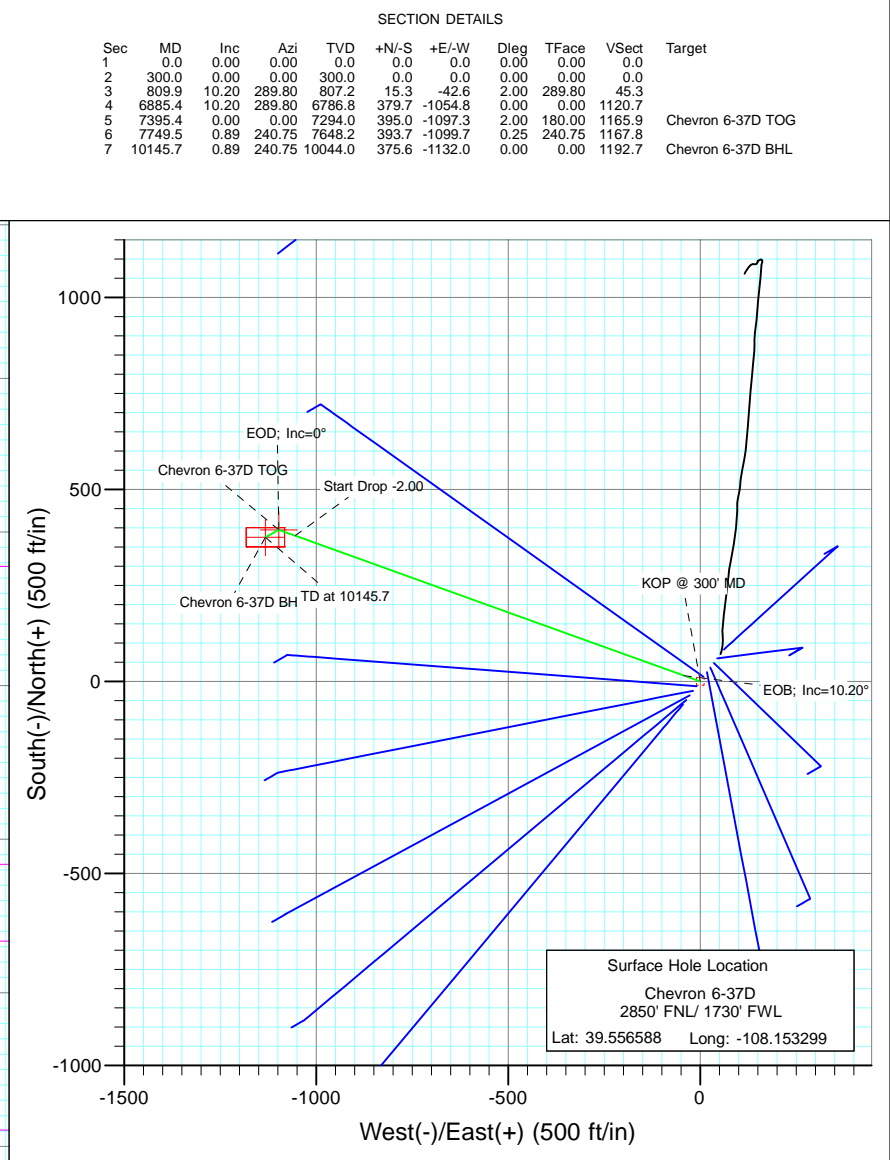 SECTION DETAILS
Sec MD Inc Azi TVD +N/-S +E/-W Dleg TFace VSect Target
1 0.0 0.00 0.00 0.0 0.0 0.0 0.00 0.00 0.0
2 300.0 0.00 0.00 300.0 0.0 0.0 0.00 0.00 0.0
3 809.9 10.20 289.80 807.2 15.3 -42.6 2.00 289.80 45.3
4 6885.4 10.20 289.80 6786.8 379.7 -1054.8 0.00 0.00 1120.7
5 7395.4 0.00 0.00 7294.0 395.0 -1097.3 2.00 180.00 1165.9 Chevron 6-37D TOG
6 7749.5 0.89 240.75 7648.2 393.7 -1099.7 0.25 240.75 1167.8
7 10145.7 0.89 240.75 10044.0 375.6 -1132.0 0.00 0.00 1192.7 Chevron 6-37D BHL
1000
EOD; Inc=0°
Chevron 6-37D TOG
Start Drop -2.00
500
KOP @ 300' MD
Chevron 6-37D BH
TD at 10145.7
0
EOB; Inc=10.20°
South(-)/North(+) (500 ft/in)
-500
Surface Hole Location
Chevron 6-37D
2850' FNL/ 1730' FWL
Lat: 39.556588 Long: -108.153299
-1000
-1500 -1000 -500 0
West(-)/East(+) (500 ft/in)